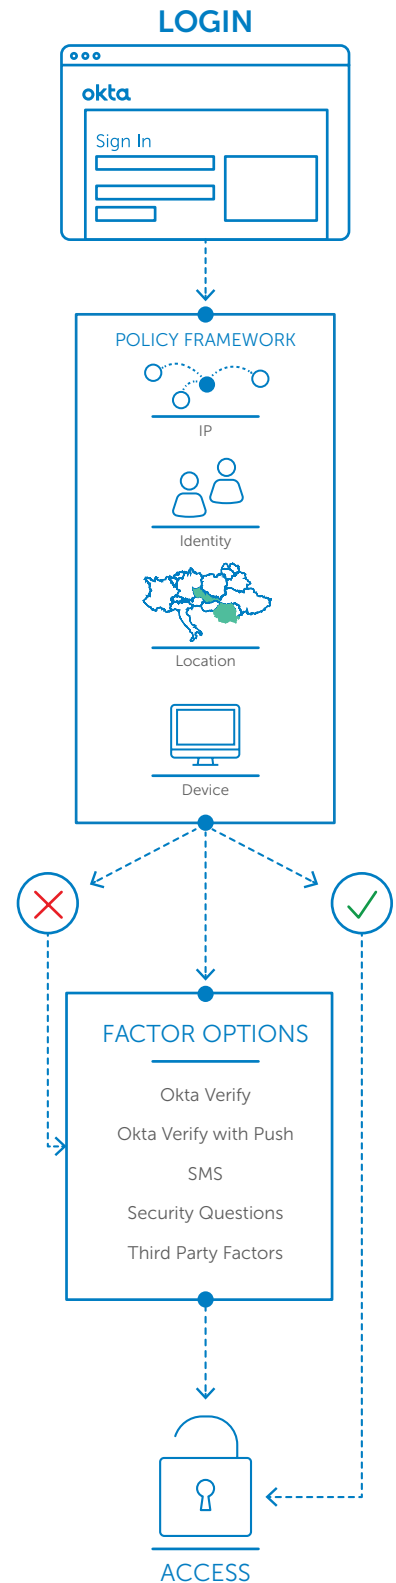 LOGIN
okta
Sign In
POLICY FRAMEWORK
IP
Identity
Location
Device
FACTOR OPTIONS
Okta Verify
Okta Verify with Push
SMS
Security Questions
Third Party Factors
ACCESS